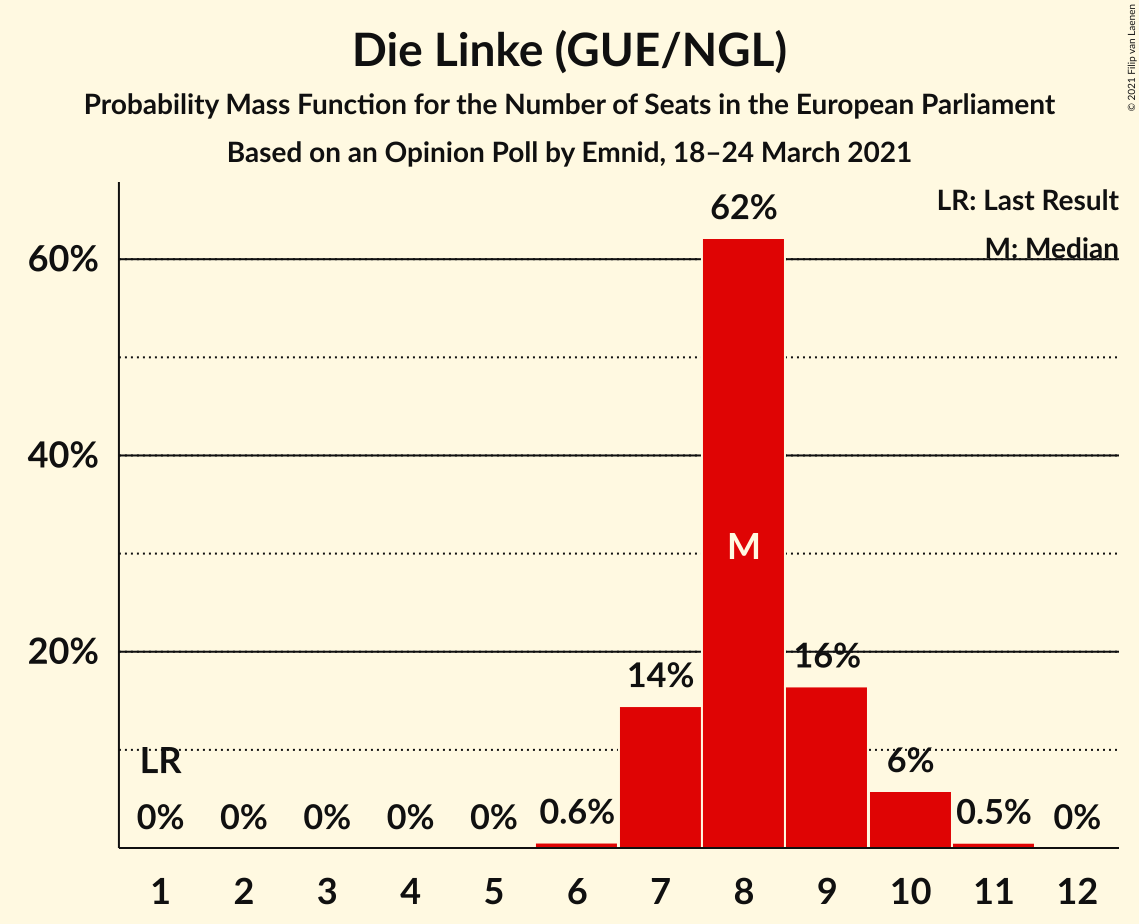 Die Linke (GUE/NGL)
Probability Mass Function for the Number of Seats in the European Parliament
Based on an Opinion Poll by Emnid, 18–24 March 2021
© 2021 Filip van Laenen
LR: Last Result
M: Median
62%
60%
40%
M
20%
16%
14%
LR
6%
0% 0% 0% 0% 0% 0.6% 0.5% 0%
1 2 3 4 5 6 7 8 9 10 11 12